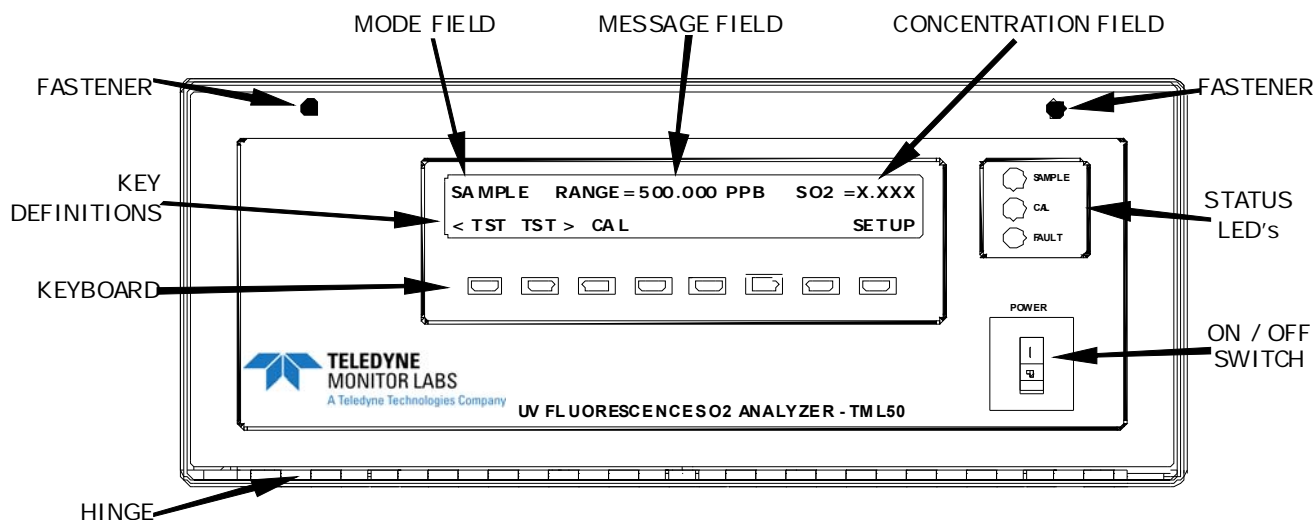 MODE FIELD
MESSAGE FIELD
CONCENTRATION FIELD
FASTENER
FASTENER
SAMPLE RANGE = 500.000 PPB SO2 =X.XXX
< TST TST > CAL SETUP
KEY
DEFINITIONS
SAMPLE
CAL
FAULT
STATUS
LED's
KEYBOARD
POWER
ON / OFF
SWITCH
TELEDYNE
MONITOR LABS
A Teledyne Technologies Company
UV FLUORESCENCE SO2 ANALYZER - TML50
HINGE